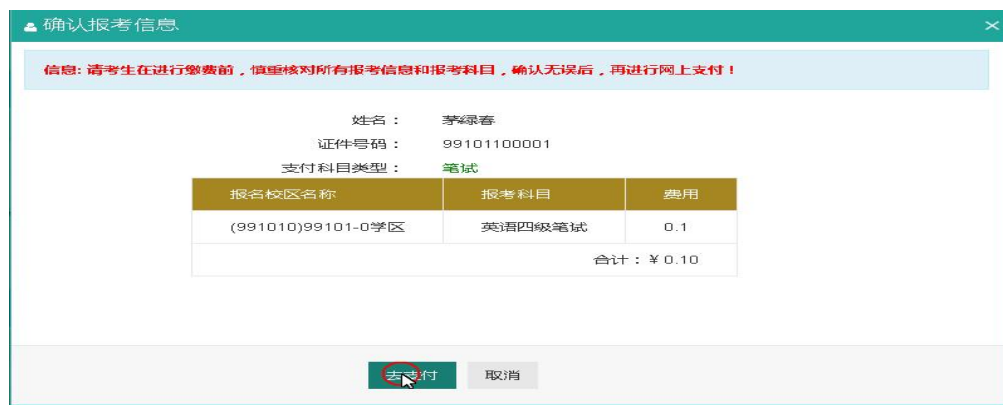 确认报考信息
信息: 请考生在进行缴费前，慎重核对所有报考信息和报考科目，确认无误后，再进行网上支付！
姓名： 茅绿春
证件号码： 99101100001
支付科目类型： 笔试
报名校区名称 报考科目 费用
(991010)99101-0学区 英语四级笔试 0.1
合计：￥0.10
去支付 取消